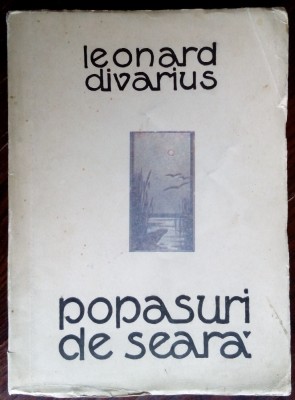 leonard
divarius
popasuri
de seară